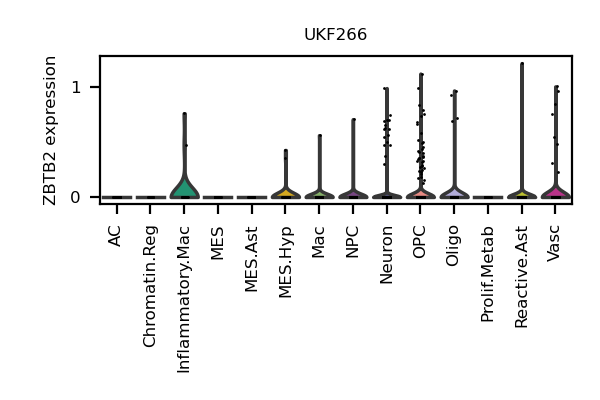 UKF266
ZBTB2 expression
1
0
AC
Chromatin.Reg
Inflammatory.Mac
MES
MES.Ast
MES.Hyp
Mac
NPC
Neuron
OPC
Oligo
Prolif.Metab
Reactive.Ast
Vasc